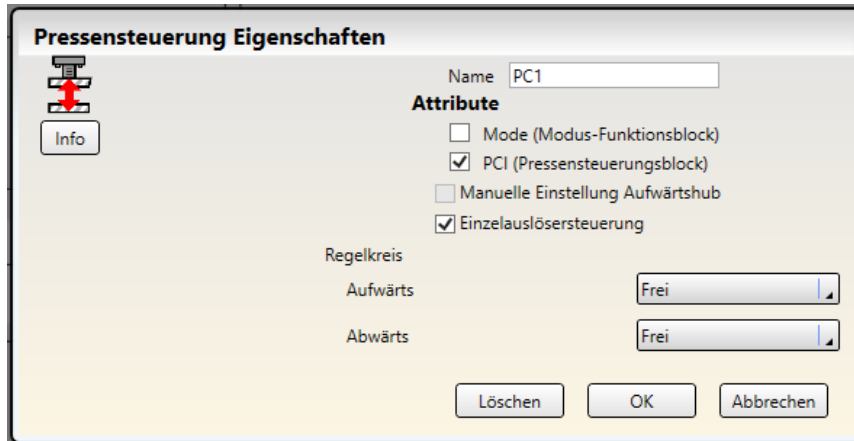 Pressensteuerung Eigenschaften
Name PC1
Attribute
Info
Mode (Modus-Funktionsblock)
PCI (Pressensteuerungsblock)
Manuelle Einstellung Aufwärtshub
Einzelauslösersteuerung
Regelkreis
Aufwärts Frei
Abwärts Frei
Löschen OK Abbrechen